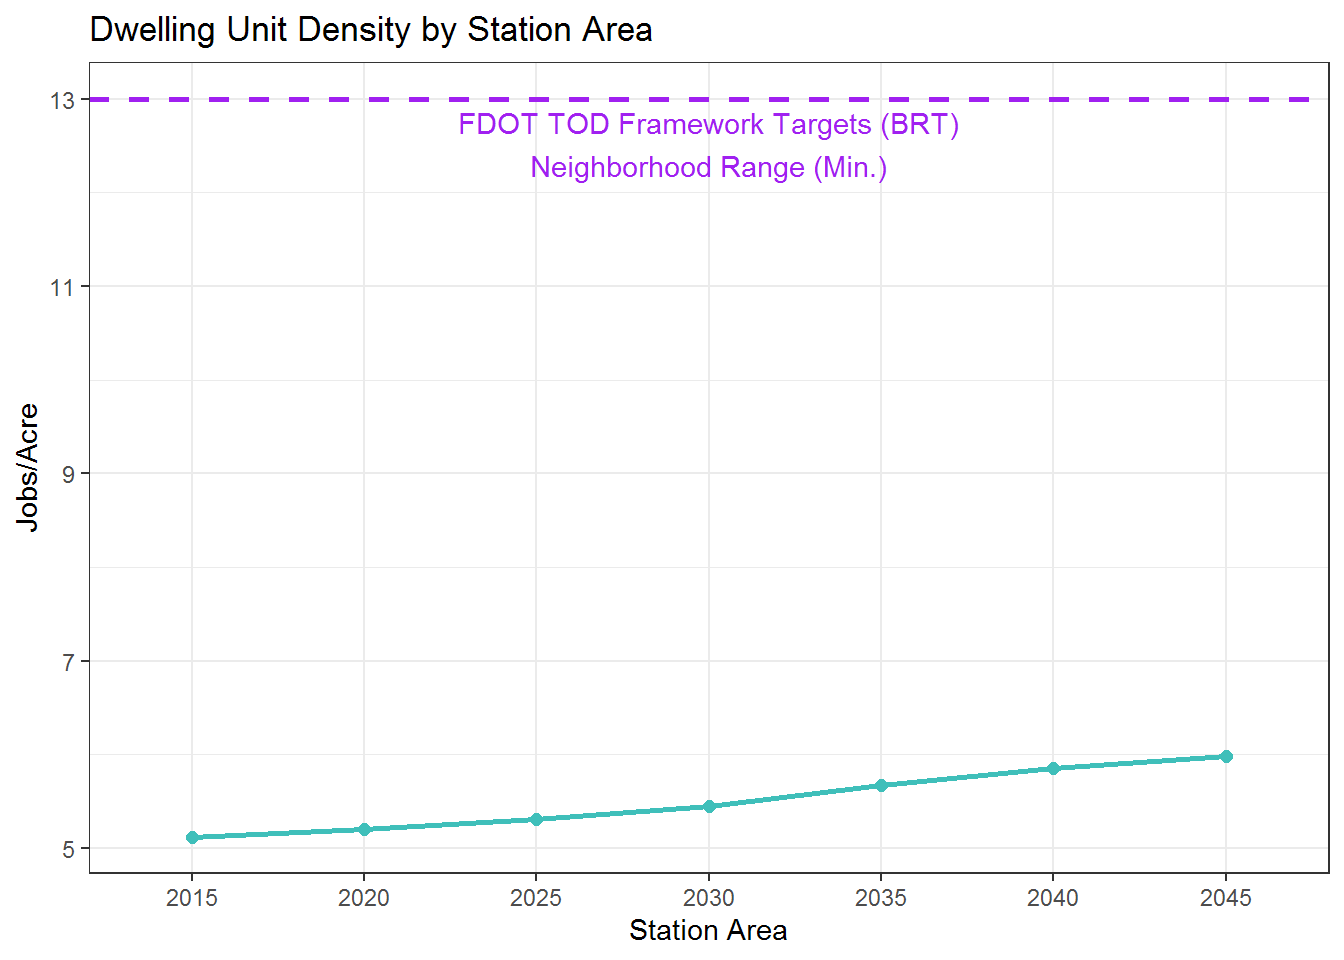 Dwelling Unit Density by Station Area
13
FDOT TOD Framework Targets (BRT)
Neighborhood Range (Min.)
11
9
7
5
Jobs/Acre
2015 2020 2025 2030 2035 2040 2045
Station Area